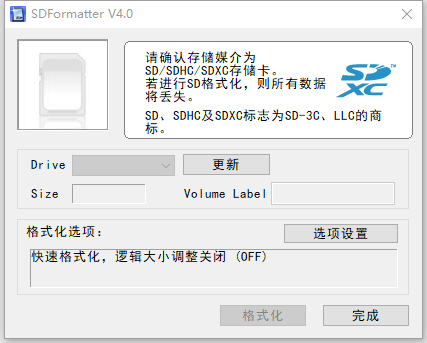 SDFormatter V4.0
请确认存储媒介为
SD/SDHC/SDXC存储卡。
若进行SD格式化，则所有数据
将丢失。
SD、SDHC及SDXC标志为SD-3C、LLC的商
标。
SD
XC
TM
Drive
更新
Size
Volume Label
格式化选项：
选项设置
快速格式化，逻辑大小调整关闭 (OFF)
格式化
完成